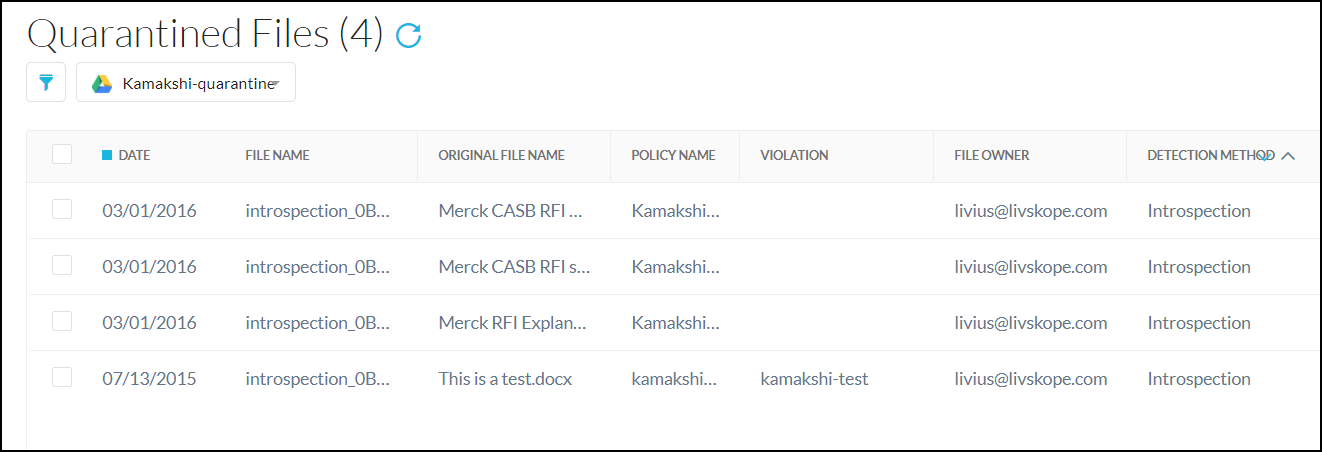 Quarantined Files (4)
Kamakshi-quarantine
DATE FILE NAME ORIGINAL FILE NAME POLICY NAME VIOLATION FILE OWNER DETECTION METHOD
03/01/2016 introspection_0B... Merck CASB RFI ... Kamakshi... livius@livskope.com Introspection
03/01/2016 introspection_0B... Merck CASB RFI s... Kamakshi... livius@livskope.com Introspection
03/01/2016 introspection_0B... Merck RFI Explan... Kamakshi... livius@livskope.com Introspection
07/13/2015 introspection_0B... This is a test.docx kamakshi... kamakshi-test livius@livskope.com Introspection